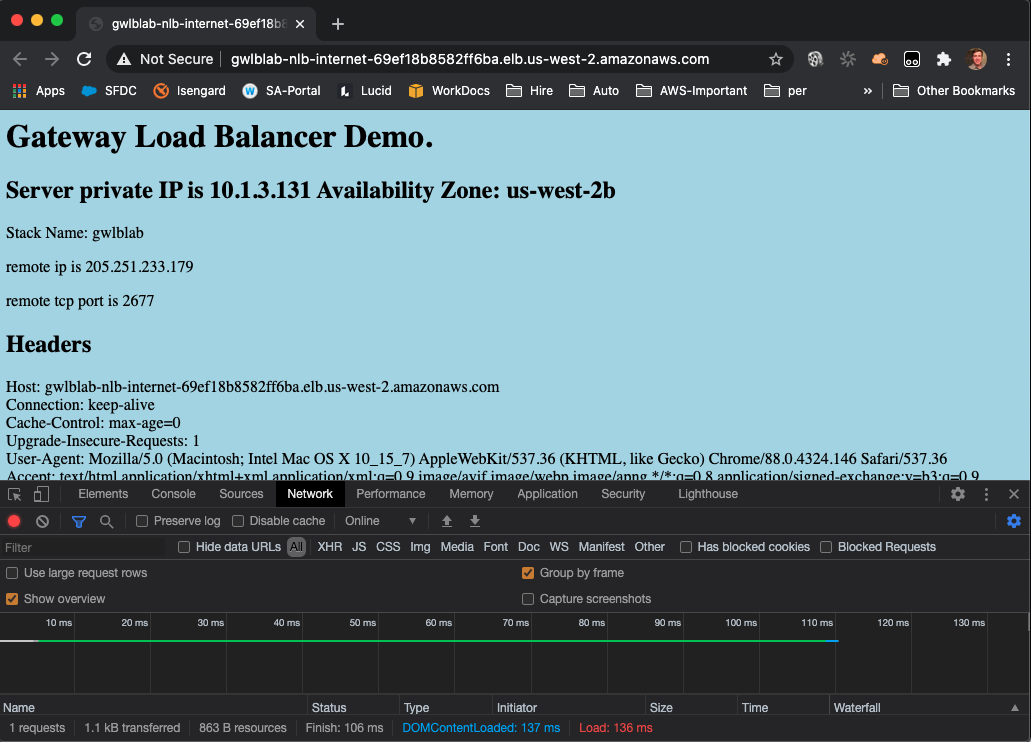 gwlblab-nlb-internet-69ef18b8
Not Secure gwlblab-nlb-internet-69ef18b8582ff6ba.elb.us-west-2.amazonaws.com
Apps SFDC Isengard SA-Portal Lucid WorkDocs Hire Auto AWS-Important per » Other Bookmarks
Gateway Load Balancer Demo.
Server private IP is 10.1.3.131 Availability Zone: us-west-2b
Stack Name: gwlblab
remote ip is 205.251.233.179
remote tcp port is 2677
Headers
Host: gwlblab-nlb-internet-69ef18b8582ff6ba.elb.us-west-2.amazonaws.com
Connection: keep-alive
Cache-Control: max-age=0
Upgrade-Insecure-Requests: 1
User-Agent: Mozilla/5.0 (Macintosh; Intel Mac OS X 10_15_7) AppleWebKit/537.36 (KHTML, like Gecko) Chrome/88.0.4324.146 Safari/537.36
Accept: text/html,application/xhtml+xml,application/xml;q=0.9,image/avif,image/webp,image/apng,*/*;q=0.8,application/signed-exchange;v=b3;q=0.9
Elements Console Sources Network Performance Memory Application Security Lighthouse
Preserve log Disable cache Online
Filter Hide data URLs All XHR JS CSS Img Media Font Doc WS Manifest Other Has blocked cookies Blocked Requests
Use large request rows Group by frame
Show overview Capture screenshots
10 ms 20 ms 30 ms 40 ms 50 ms 60 ms 70 ms 80 ms 90 ms 100 ms 110 ms 120 ms 130 ms
Name Status Type Initiator Size Time Waterfall
1 requests 1.1 kB transferred 863 B resources Finish: 106 ms DOMContentLoaded: 137 ms Load: 136 ms